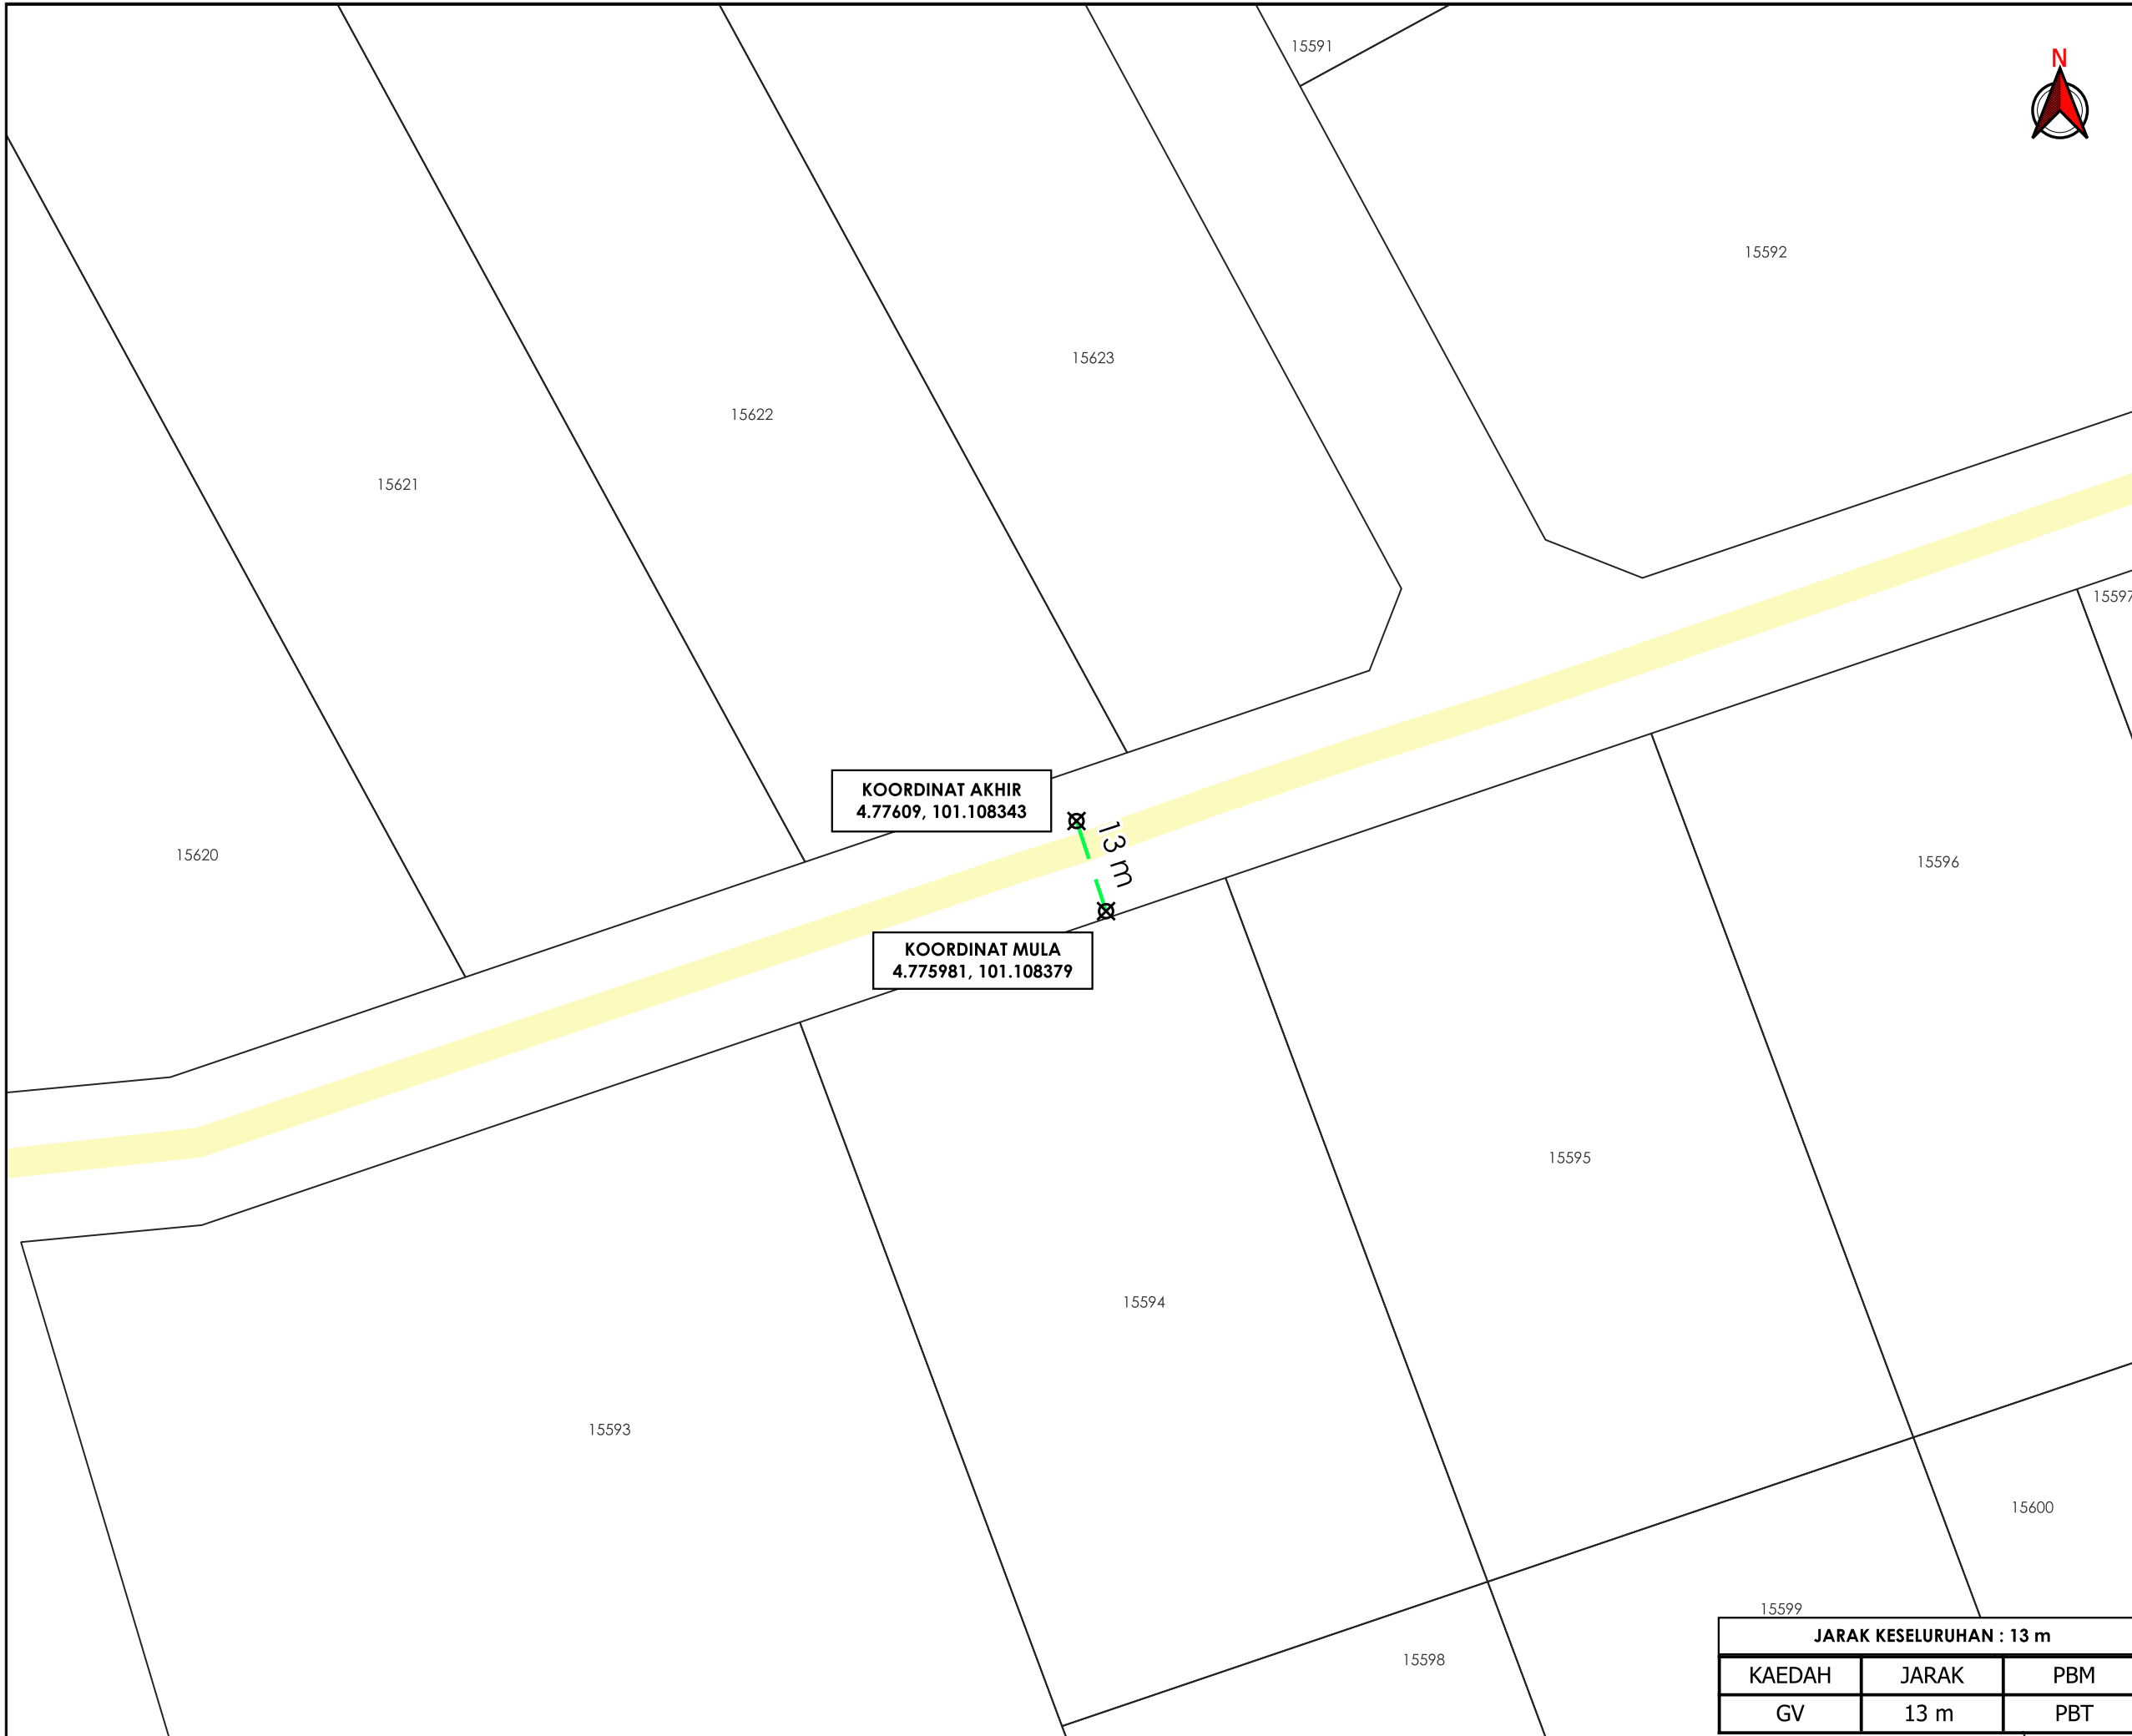 15591
N
15592
15623
15622
15621
15597
KOORDINAT AKHIR
4.77609, 101.108343
13 m
15620
15596
KOORDINAT MULA
4.775981, 101.108379
15595
15594
15593
15600
15599
15598
JARAK KESELURUHAN : 13 m
KAEDAH JARAK PBM
GV 13 m PBT